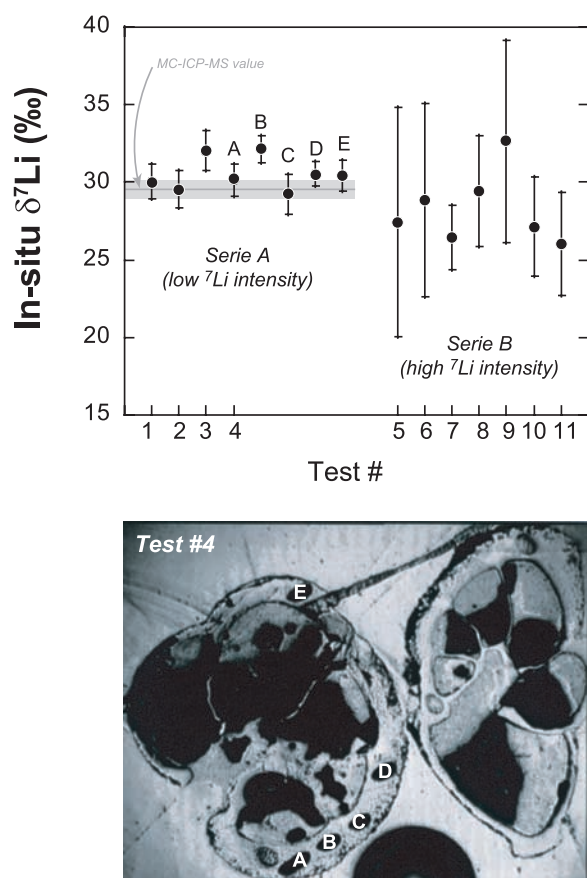 In-situ δ⁷Li (‰)
40
35
30
25
20
15
MC-ICP-MS value
A
B
C
D
E
Serie A
(low ⁷Li intensity)
Serie B
(high ⁷Li intensity)
1 2 3 4 5 6 7 8 9 10 11
Test #
Test #4
E
D
C
B
A